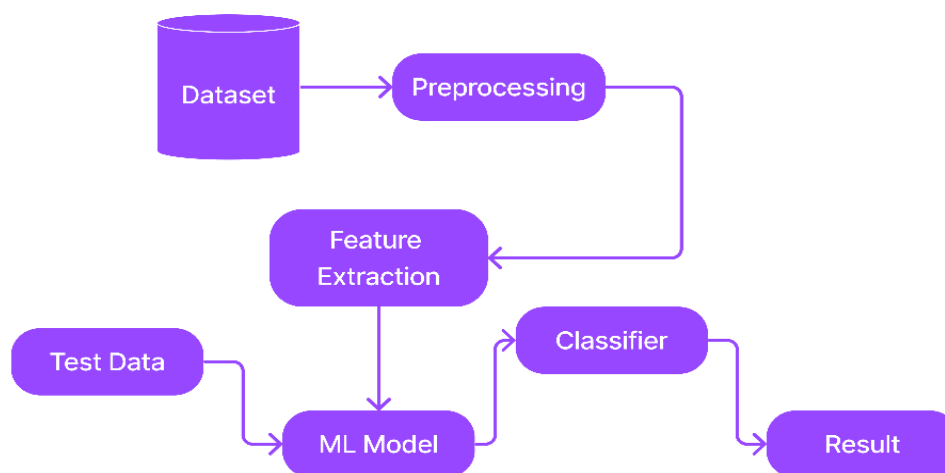 Dataset
Preprocessing
Feature
Extraction
Test Data
Classifier
ML Model
Result